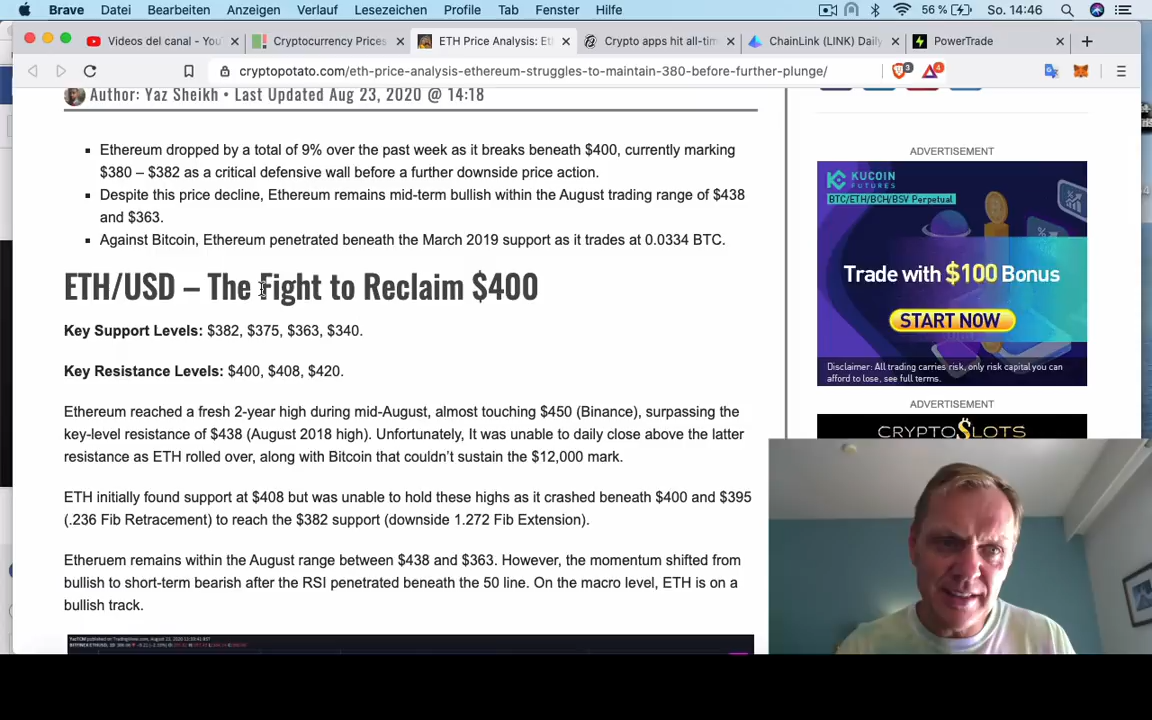 Brave Datei Bearbeiten Anzeigen Verlauf Lesezeichen Profile Tab Fenster Hilfe 56 % So. 14:46
Videos del canal - You
Cryptocurrency Prices
ETH Price Analysis: Et
Crypto apps hit all-tim
ChainLink (LINK) Daily
PowerTrade
cryptopotato.com/eth-price-analysis-ethereum-struggles-to-maintain-380-before-further-plunge/
Author: Yaz Sheikh • Last Updated Aug 23, 2020 @ 14:18
Ethereum dropped by a total of 9% over the past week as it breaks beneath $400, currently marking
$380 – $382 as a critical defensive wall before a further downside price action.
Despite this price decline, Ethereum remains mid-term bullish within the August trading range of $438
and $363.
Against Bitcoin, Ethereum penetrated beneath the March 2019 support as it trades at 0.0334 BTC.
ETH/USD – The Fight to Reclaim $400
Key Support Levels: $382, $375, $363, $340.
Key Resistance Levels: $400, $408, $420.
Ethereum reached a fresh 2-year high during mid-August, almost touching $450 (Binance), surpassing the
key-level resistance of $438 (August 2018 high). Unfortunately, It was unable to daily close above the latter
resistance as ETH rolled over, along with Bitcoin that couldn’t sustain the $12,000 mark.
ETH initially found support at $408 but was unable to hold these highs as it crashed beneath $400 and $395
(.236 Fib Retracement) to reach the $382 support (downside 1.272 Fib Extension).
Etheruem remains within the August range between $438 and $363. However, the momentum shifted from
bullish to short-term bearish after the RSI penetrated beneath the 50 line. On the macro level, ETH is on a
bullish track.
ADVERTISEMENT
KUCOIN
FUTURES
BTC/ETH/BCH/BSV Perpetual
Trade with $100 Bonus
START NOW
Disclaimer: All trading carries risk, only risk capital you can
afford to lose, see full terms.
ADVERTISEMENT
CRYPTOSLOTS